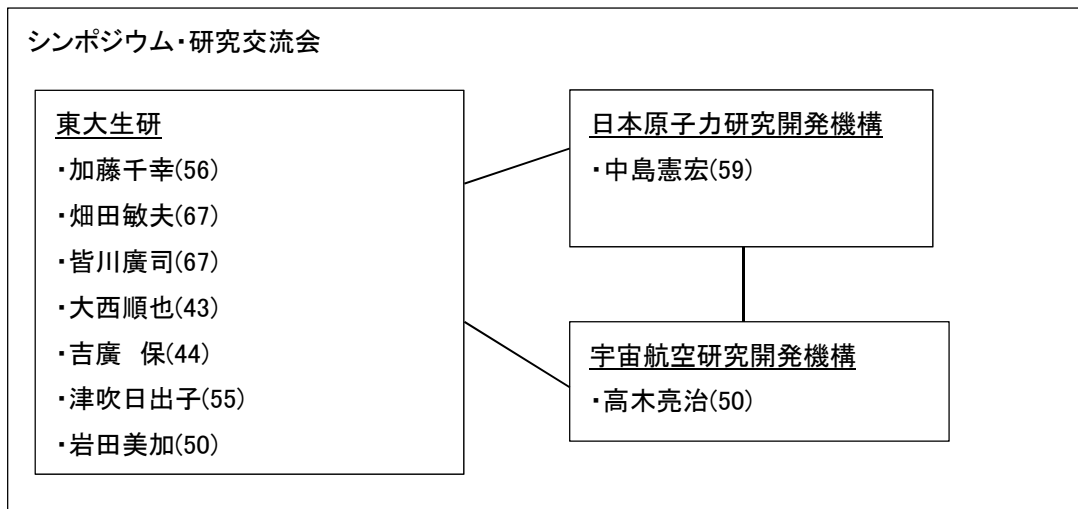 シンポジウム・研究交流会
東大生研
・加藤千幸(56)
・畑田敏夫(67)
・皆川廣司(67)
・大西順也(43)
・吉廣　保(44)
・津吹日出子(55)
・岩田美加(50)
日本原子力研究開発機構
・中島憲宏(59)
宇宙航空研究開発機構
・高木亮治(50)